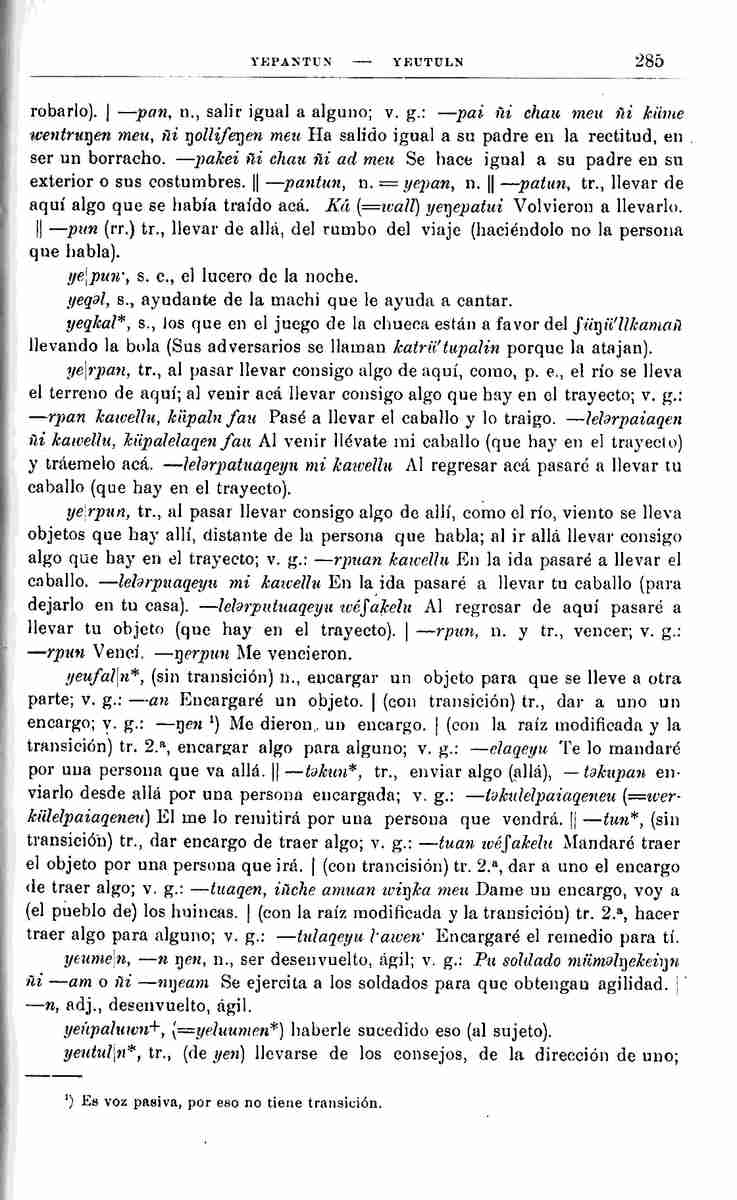 YEPANTUN — YEUTULN 285
robarlo). | —pan, n., salir igual a alguno; v. g.: —pai ñi chau meu ñi küme
wentruŋen meu, ñi ŋollifeŋen meu Ha salido igual a su padre en la rectitud, en
ser un borracho. —pakei ñi chau ñi ad meu Se hace igual a su padre en su
exterior o sus costumbres. || —pantun, n. = yepan, n. || —patun, tr., llevar de
aquí algo que se había traído acá. Ká (=wall) yeŋepatui Volvieron a llevarlo.
|| —pun (rr.) tr., llevar de allá, del rumbo del viaje (haciéndolo no la persona
que habla).
ye|pun·, s. c., el lucero de la noche.
yeqəl, s., ayudante de la machi que le ayuda a cantar.
yeqkal*, s., los que en el juego de la chueca están a favor del ʃüŋü'llkamañ
llevando la bola (Sus adversarios se llaman katrü'tupalin porque la atajan).
ye|rpan, tr., al pasar llevar consigo algo de aquí, como, p. e., el río se lleva
el terreno de aquí; al venir acá llevar consigo algo que hay en el trayecto; v. g.:
—rpan kawellu, küpaln fau Pasé a llevar el caballo y lo traigo. —lelərpaiaqen
ñi kawellu, küpalelaqen fau Al venir llévate mi caballo (que hay en el trayecto)
y tráemelo acá. —lelərpatuaqeyu mi kawellu Al regresar acá pasaré a llevar tu
caballo (que hay en el trayecto).
ye|rpun, tr., al pasar llevar consigo algo de allí, como el río, viento se lleva
objetos que hay allí, distante de la persona que habla; al ir allá llevar consigo
algo que hay en el trayecto; v. g.: —rpuan kawellu En la ida pasaré a llevar el
caballo. —lelərpuaqeyu mi kawellu En la ida pasaré a llevar tu caballo (para
dejarlo en tu casa). —lelərputuaqeyu wéʃakelu Al regresar de aquí pasaré a
llevar tu objeto (que hay en el trayecto). | —rpun, n. y tr., vencer; v. g.:
—rpun Vencí. —ŋerpun Me vencieron.
yeufal|n*, (sin transición) n., encargar un objeto para que se lleve a otra
parte; v. g.: —an Encargaré un objeto. | (con transición) tr., dar a uno un
encargo; v. g.: —ŋen ¹) Me dieron un encargo. | (con la raíz modificada y la
transición) tr. 2.ª, encargar algo para alguno; v. g.: —elaqeyu Te lo mandaré
por una persona que va allá. || —təkun*, tr., enviar algo (allá), —təkupan en-
viarlo desde allá por una persona encargada; v. g.: —təkulelpaiaqeneu (=wer-
külelpaiaqeneu) El me lo remitirá por una persona que vendrá. || —tun*, (sin
transición) tr., dar encargo de traer algo; v. g.: —tuan wéʃakelu Mandaré traer
el objeto por una persona que irá. | (con trancisión) tr. 2.ª, dar a uno el encargo
de traer algo; v. g.: —tuaqen, iñche amuan wiŋka meu Dame un encargo, voy a
(el pueblo de) los huincas. | (con la raíz modificada y la transición) tr. 2.ª, hacer
traer algo para alguno; v. g.: —tulaqeyu l·awen· Encargaré el remedio para tí.
yeume|n, —n ŋen, n., ser desenvuelto, ágil; v. g.: Pu soldado müməlŋekeiŋn
ñi —am o ñi —nŋeam Se ejercita a los soldados para que obtengan agilidad. |
—n, adj., desenvuelto, ágil.
yeüpaluwn+, (=yeluumen*) haberle sucedido eso (al sujeto).
yeutul|n*, tr., (de yen) llevarse de los consejos, de la dirección de uno;
¹) Es voz pasiva, por eso no tiene transición.